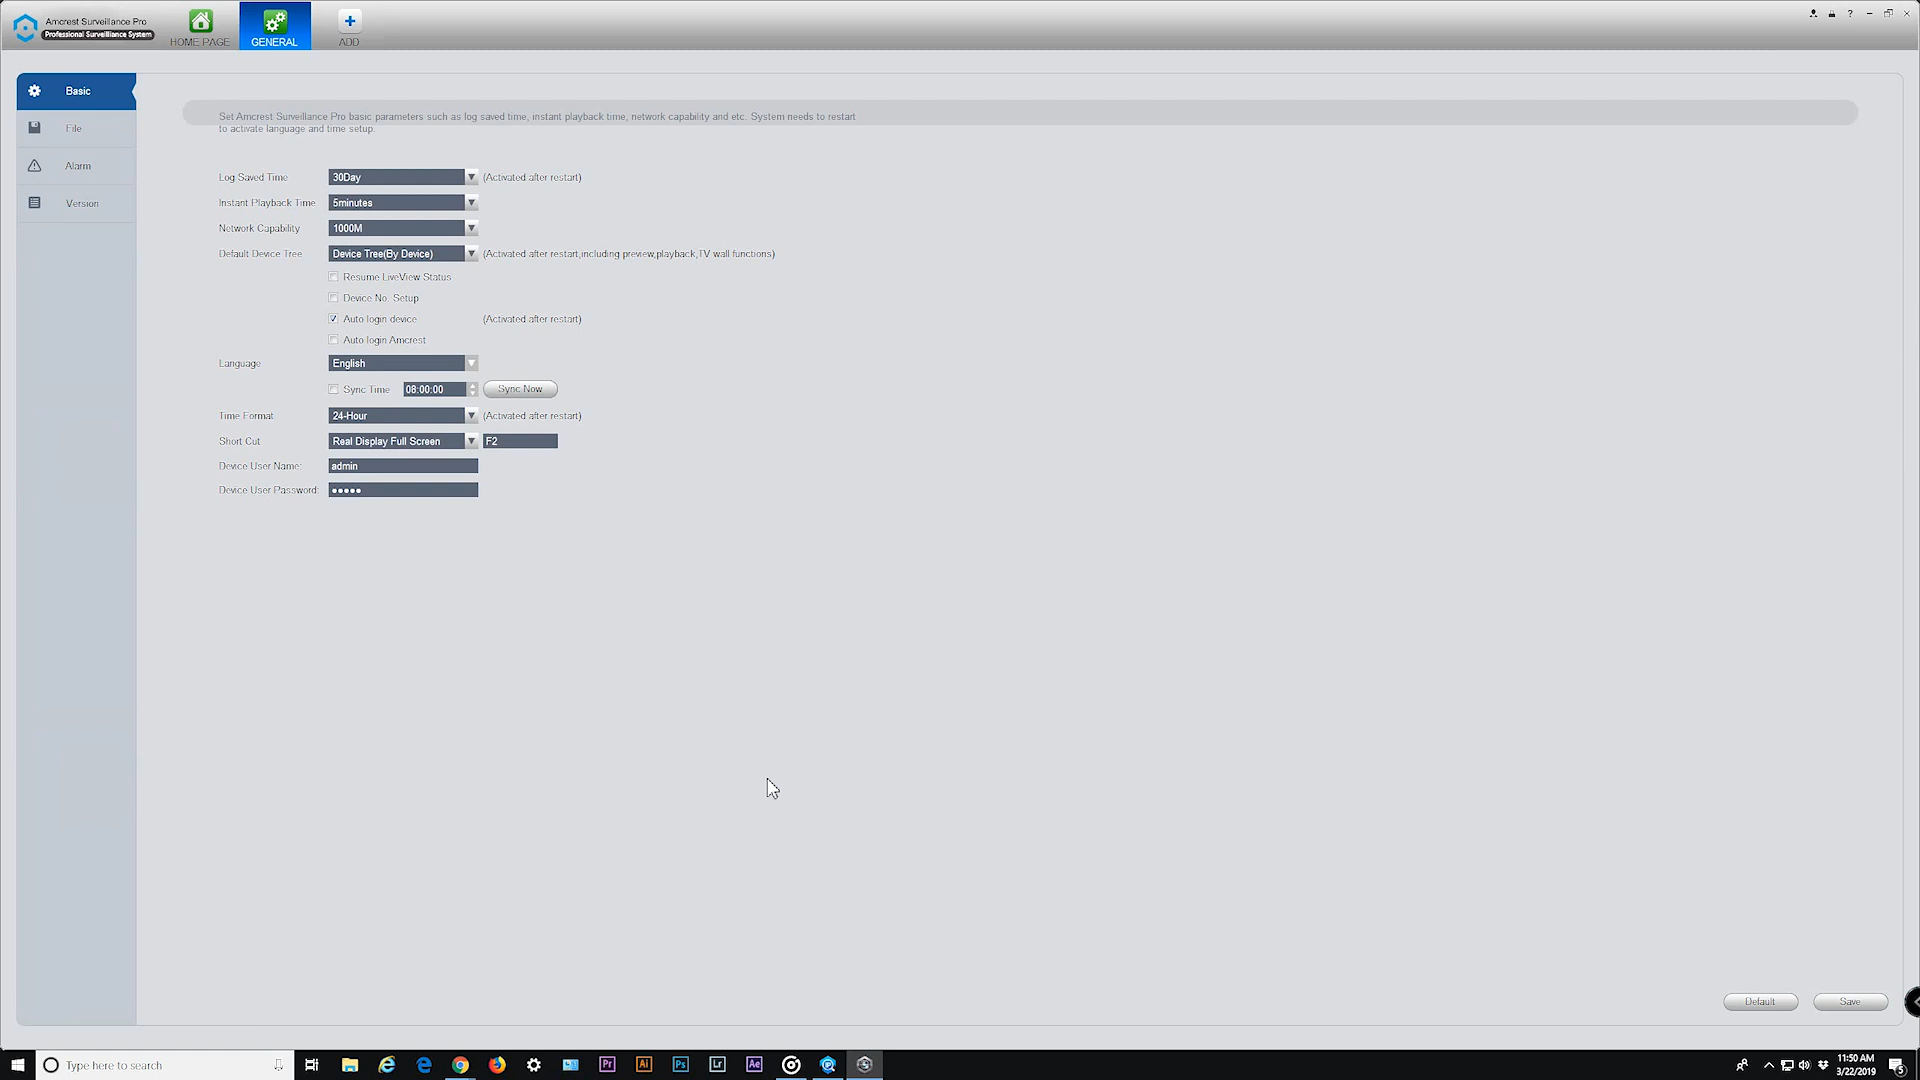 Amcrest Surveillance Pro
Professional Surveillance System
HOME PAGE
GENERAL
ADD
?
Basic
File
Alarm
Version
Set Amcrest Surveillance Pro basic parameters such as log saved time, instant playback time, network capability and etc. System needs to restart
to activate language and time setup.
Log Saved Time 30Day (Activated after restart)
Instant Playback Time 5minutes
Network Capability 1000M
Default Device Tree Device Tree(By Device) (Activated after restart,including preview,playback,TV wall functions)
Resume LiveView Status
Device No. Setup
Auto login device (Activated after restart)
Auto login Amcrest
Language English
Sync Time 08:00:00 Sync Now
Time Format 24-Hour (Activated after restart)
Short Cut Real Display Full Screen F2
Device User Name: admin
Device User Password: •••••
Default Save
Type here to search
Pr Ai Ps Lr Ae
11:50 AM
3/22/2019
5